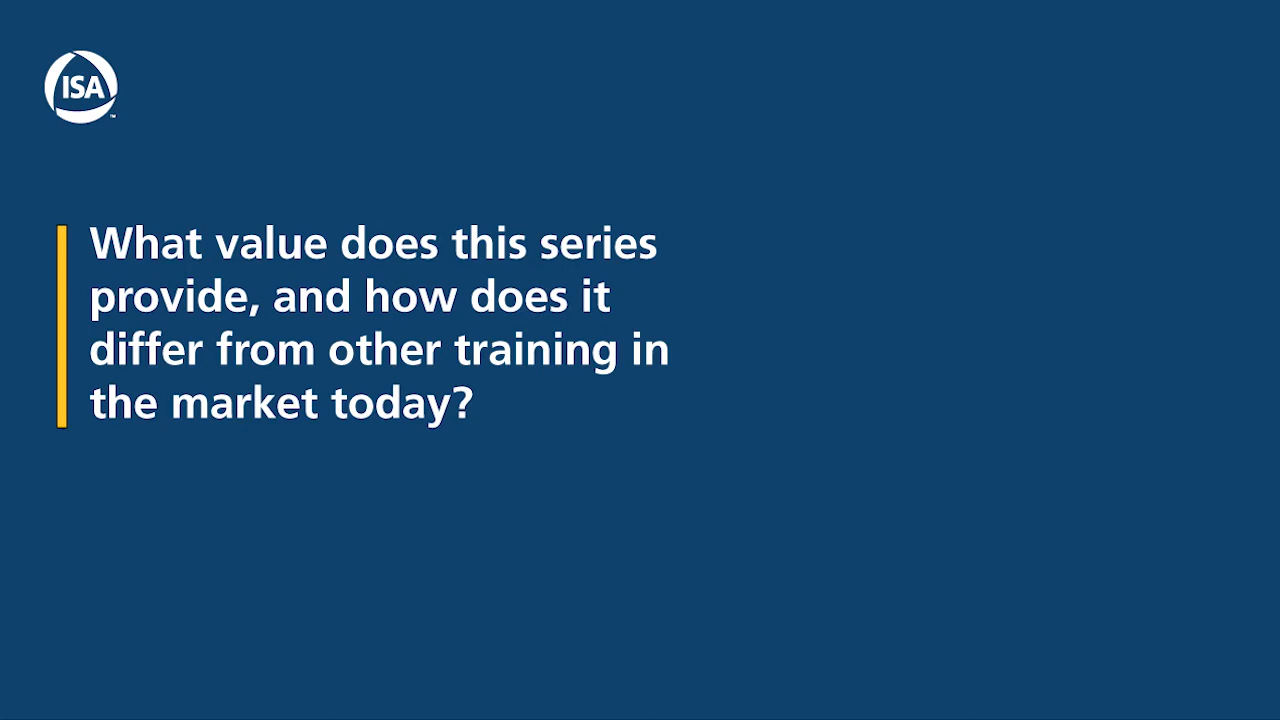 ISA
TM
What value does this series
provide, and how does it
differ from other training in
the market today?